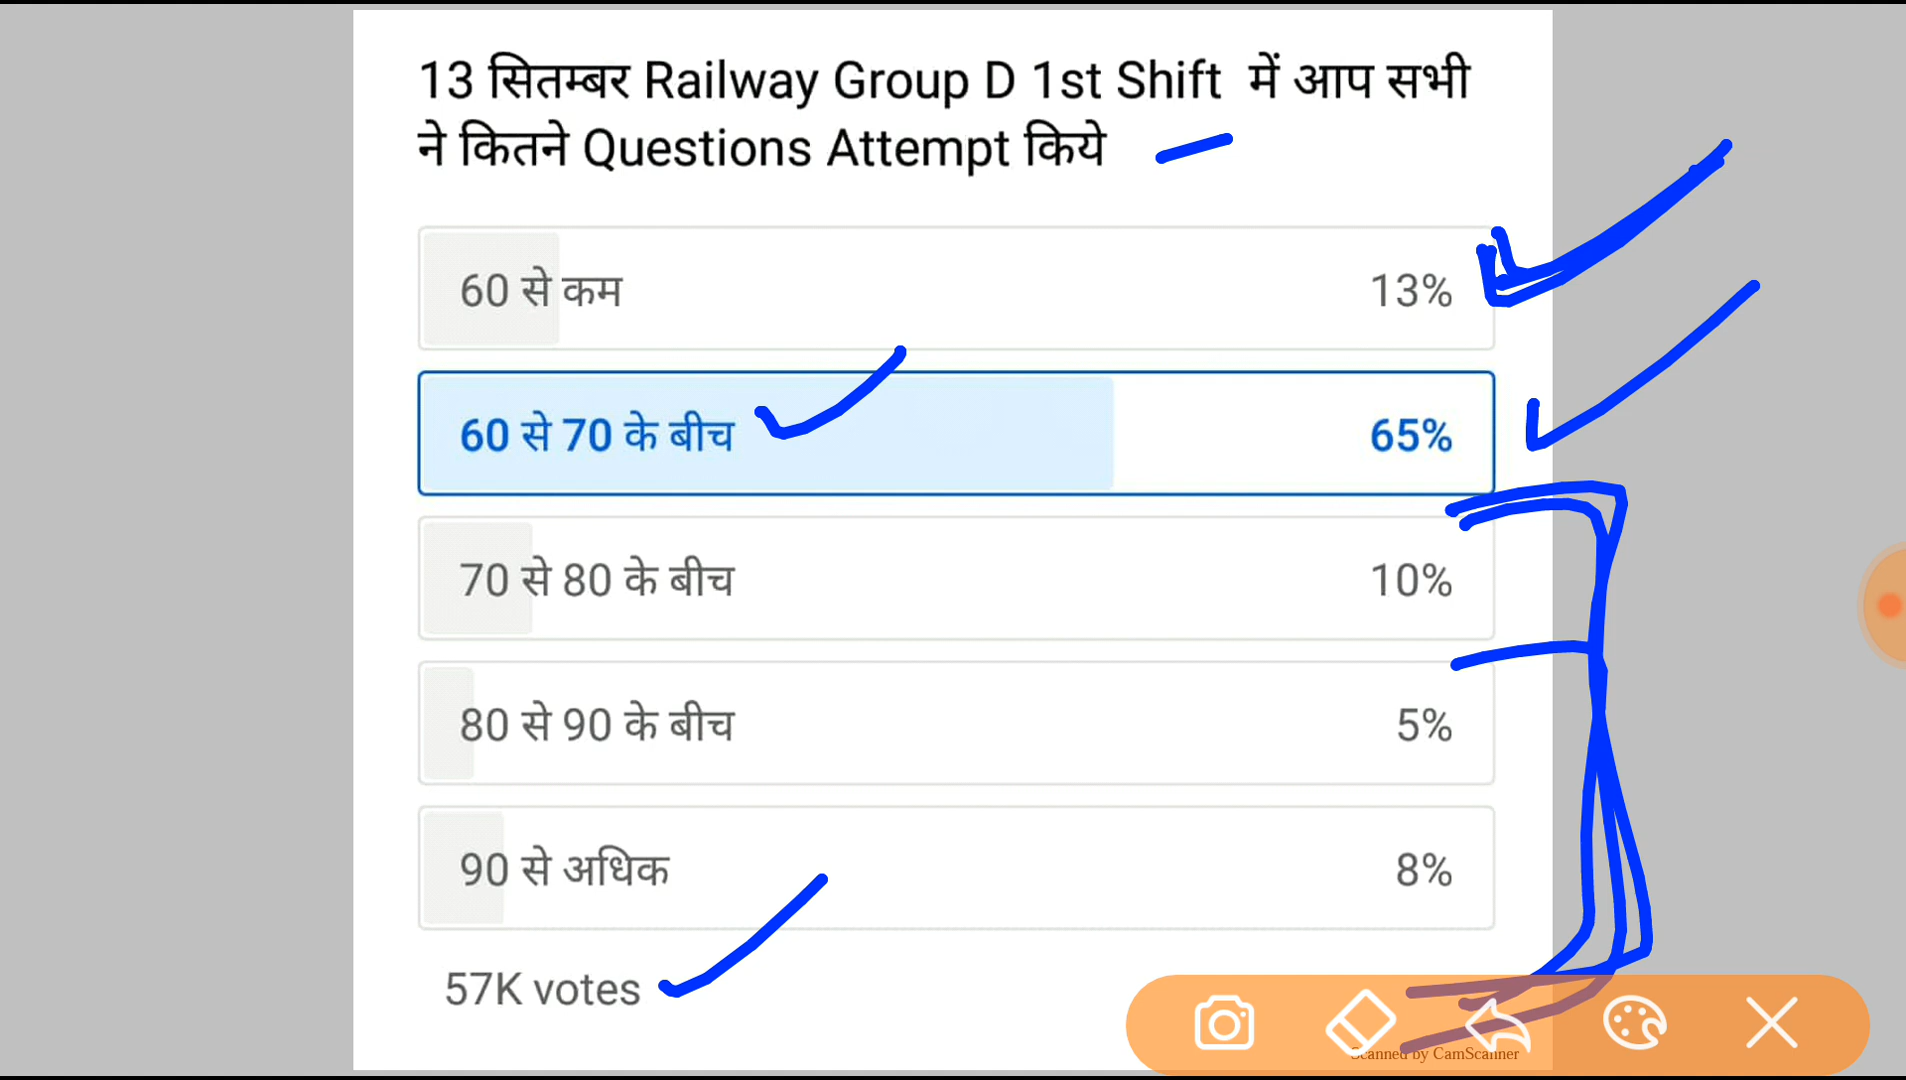 13 सितम्बर Railway Group D 1st Shift में आप सभी
ने कितने Questions Attempt किये
60 से कम 13%
60 से 70 के बीच 65%
70 से 80 के बीच 10%
80 से 90 के बीच 5%
90 से अधिक 8%
57K votes
Scanned by CamScanner